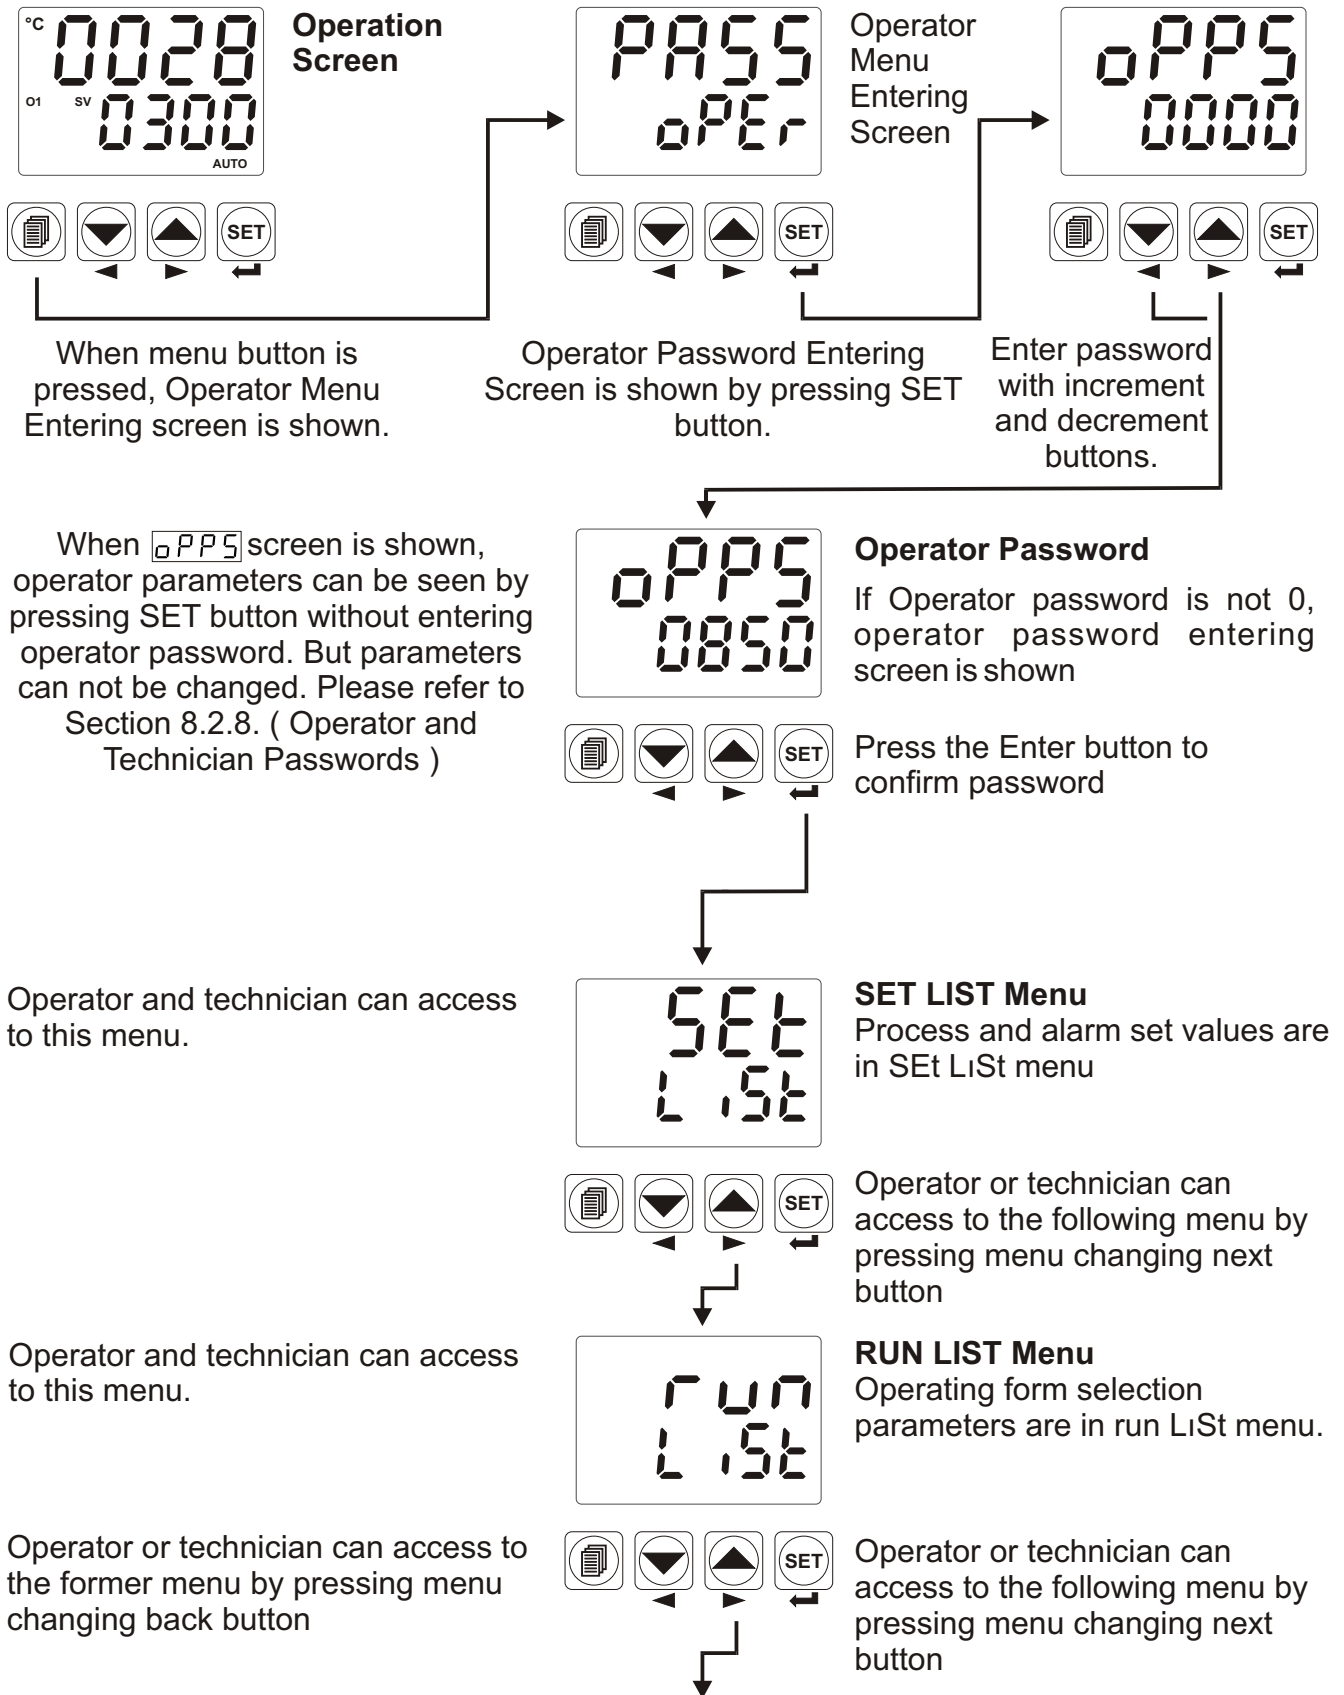 °C 0028
O1 SV 0300
AUTO
Operation
Screen
PASS
oPEr
Operator
Menu
Entering
Screen
oPPS
0000
SET
SET
SET
When menu button is
pressed, Operator Menu
Entering screen is shown.
Operator Password Entering
Screen is shown by pressing SET
button.
Enter password
with increment
and decrement
buttons.
When oPPS screen is shown,
operator parameters can be seen by
pressing SET button without entering
operator password. But parameters
can not be changed. Please refer to
Section 8.2.8. ( Operator and
Technician Passwords )
oPPS
0850
SET
Operator Password
If Operator password is not 0,
operator password entering
screen is shown
Press the Enter button to
confirm password
Operator and technician can access
to this menu.
SEt
LiSt
SET
SET LIST Menu
Process and alarm set values are
in SEt LıSt menu
Operator or technician can
access to the following menu by
pressing menu changing next
button
Operator and technician can access
to this menu.
run
LiSt
RUN LIST Menu
Operating form selection
parameters are in run LıSt menu.
Operator or technician can access to
the former menu by pressing menu
changing back button
SET
Operator or technician can
access to the following menu by
pressing menu changing next
button